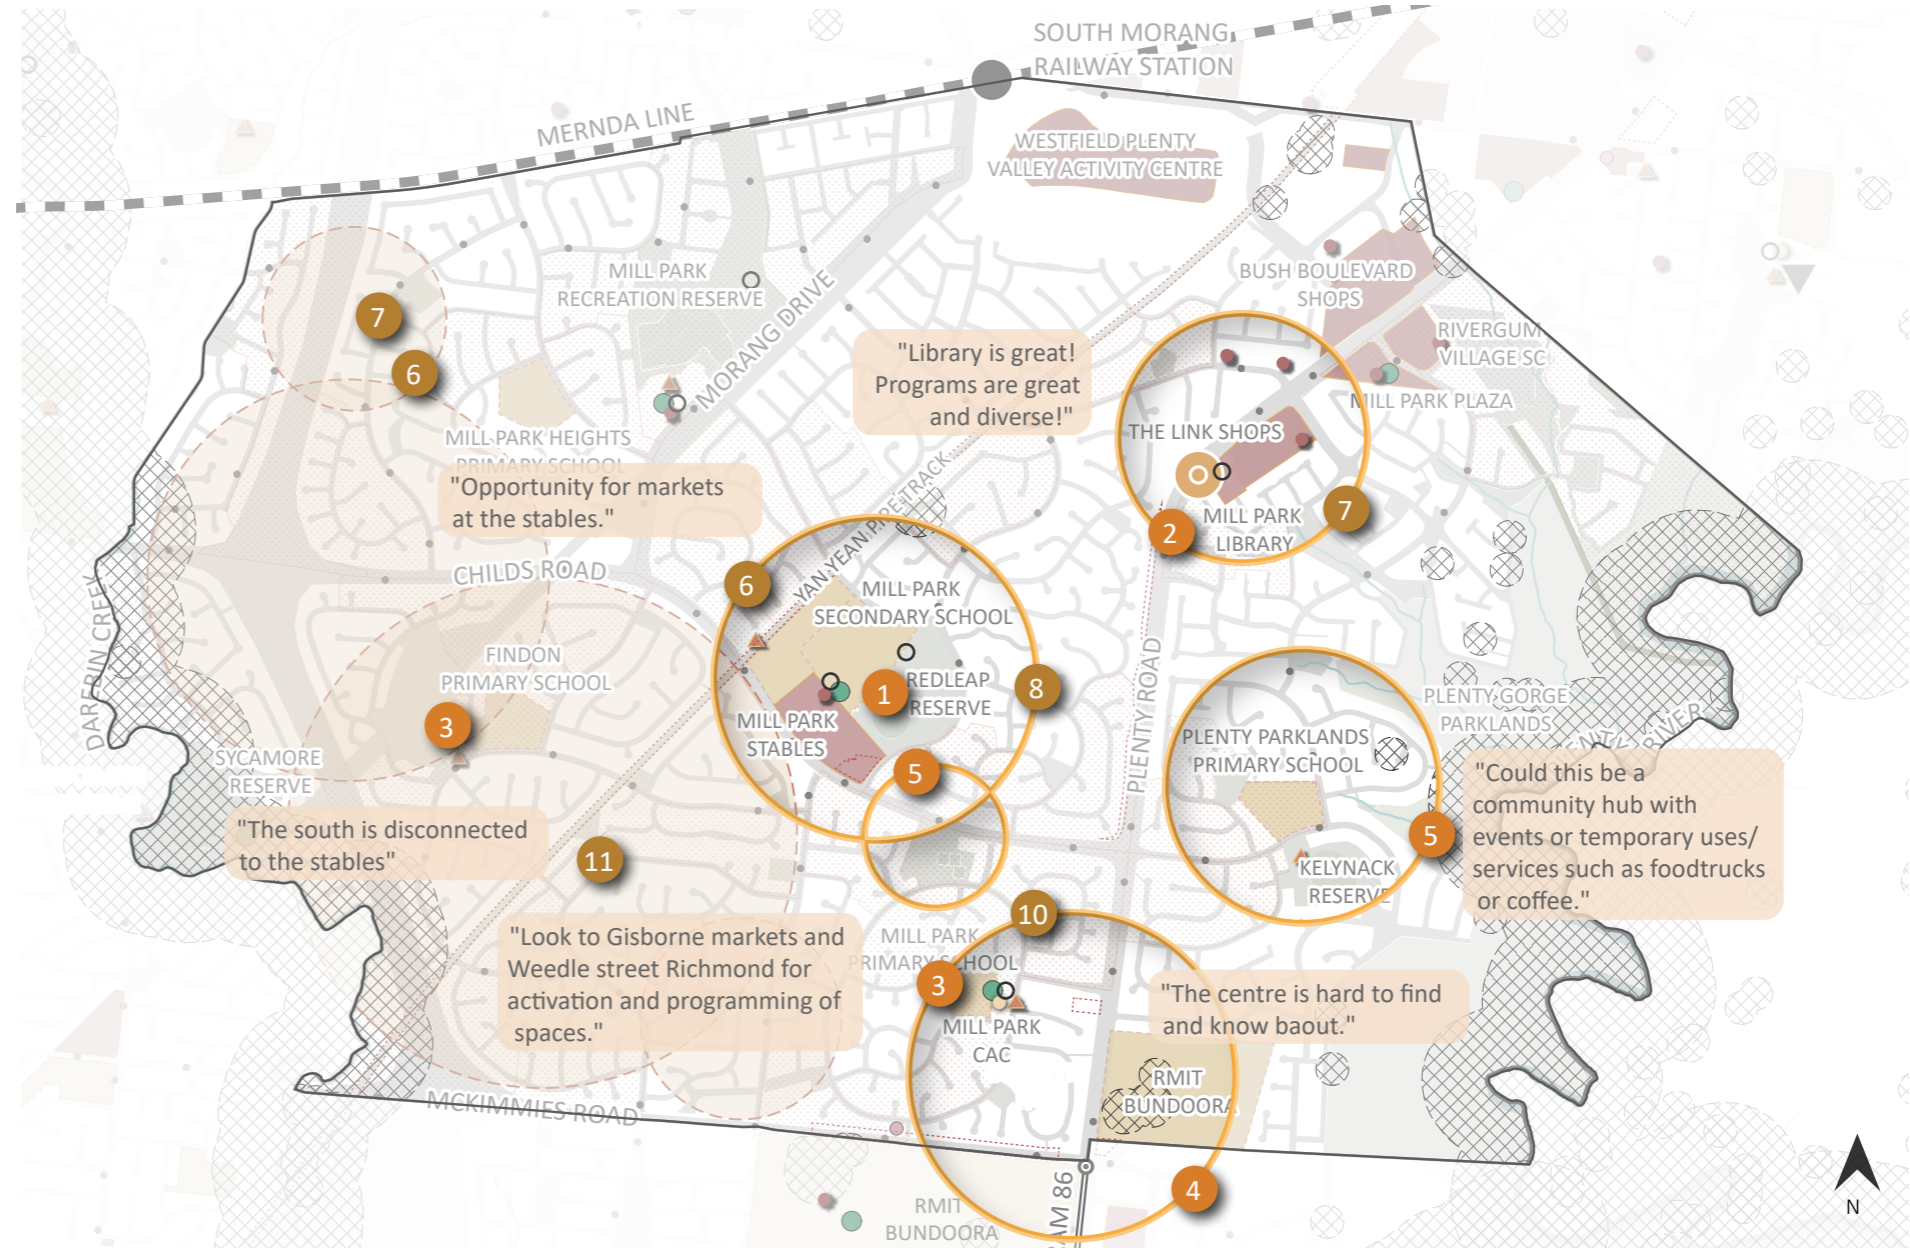 SOUTH MORANG
RAILWAY STATION
MERNDA LINE
WESTFIELD PLENTY
VALLEY ACTIVITY CENTRE
MILL PARK
RECREATION RESERVE
BUSH BOULEVARD
SHOPS
7
6
MORANG DRIVE
RIVERGUM
VILLAGE SC
"Library is great!
Programs are great
and diverse!"
MILL PARK PLAZA
THE LINK SHOPS
MILL PARK HEIGHTS
PRIMARY SCHOOL
"Opportunity for markets
at the stables."
2
MILL PARK
LIBRARY
7
YAN YEAN PIPE TRACK
CHILDS ROAD
6
MILL PARK
SECONDARY SCHOOL
DAREBIN CREEK
FINDON
PRIMARY SCHOOL
3
1
REDLEAP
RESERVE
8
MILL PARK
STABLES
5
PLENTY ROAD
PLENTY GORGE
PARKLANDS
RIVER
PLENTY PARKLANDS
PRIMARY SCHOOL
SYCAMORE
RESERVE
"Could this be a
community hub with
events or temporary uses/
services such as foodtrucks
or coffee."
5
"The south is disconnected
to the stables"
11
KELYNACK
RESERVE
10
"Look to Gisborne markets and
Weedle street Richmond for
activation and programming of
spaces."
MILL PARK
PRIMARY SCHOOL
3
MILL PARK
CAC
"The centre is hard to find
and know baout."
RMIT
BUNDOORA
MCKIMMIES ROAD
4
RMIT
BUNDOORA
AM 86
N